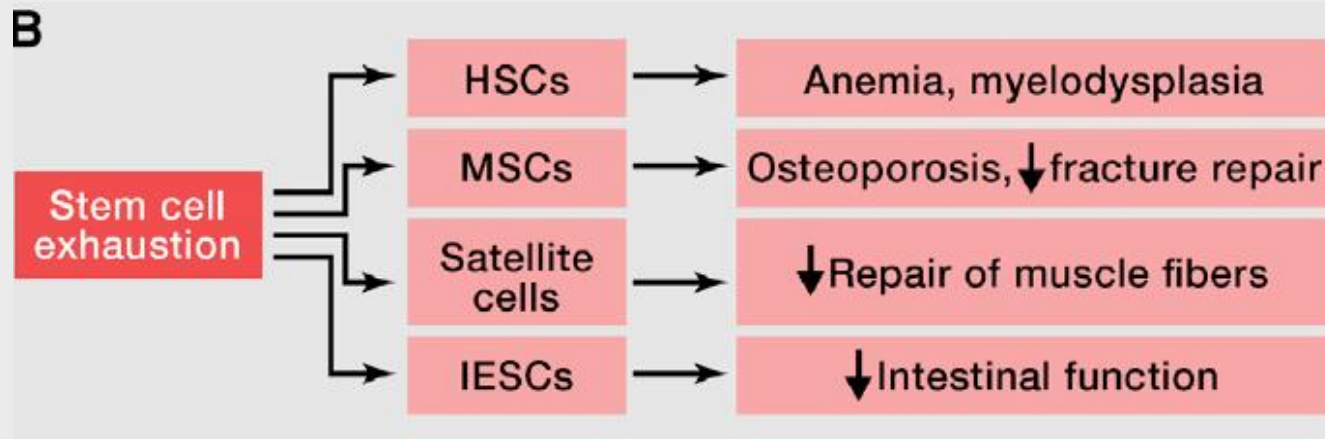 B
Stem cell
exhaustion
HSCs
Anemia, myelodysplasia
MSCs
Osteoporosis, ↓fracture repair
Satellite
cells
↓Repair of muscle fibers
IESCs
↓Intestinal function